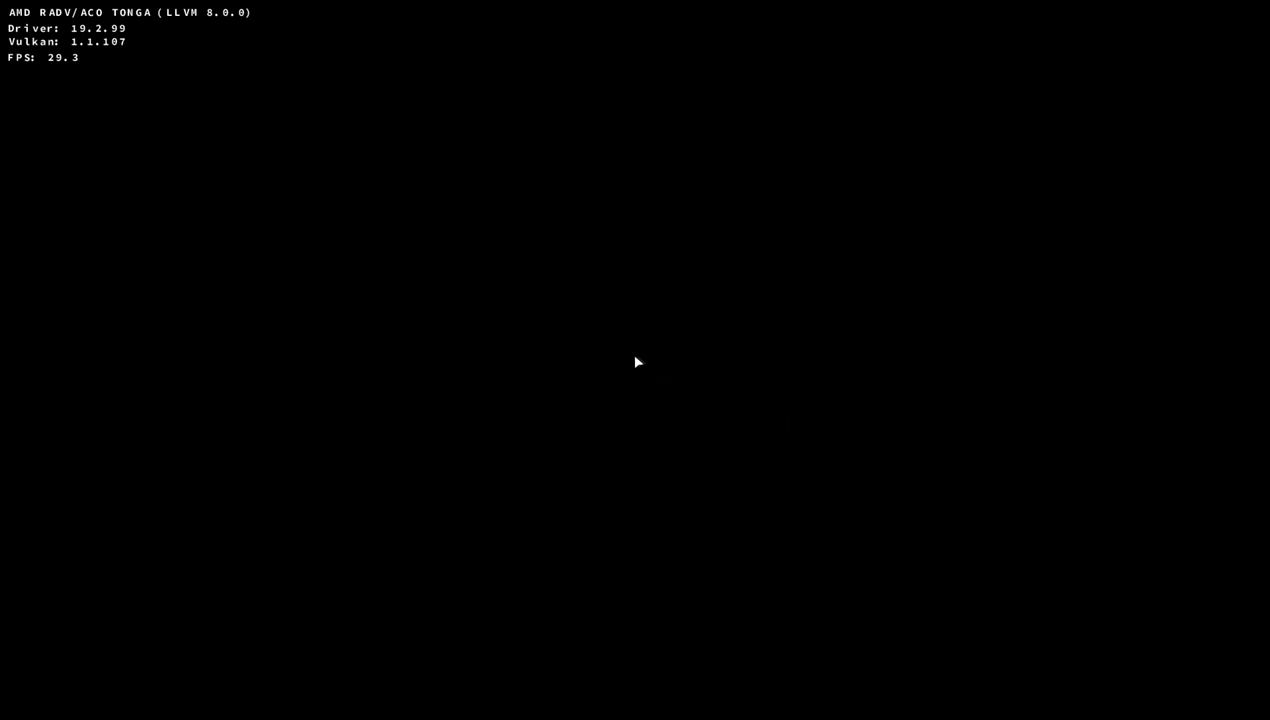 AMD RADV/ACO TONGA (LLVM 8.0.0)
Driver: 19.2.99
Vulkan: 1.1.107
FPS: 29.3